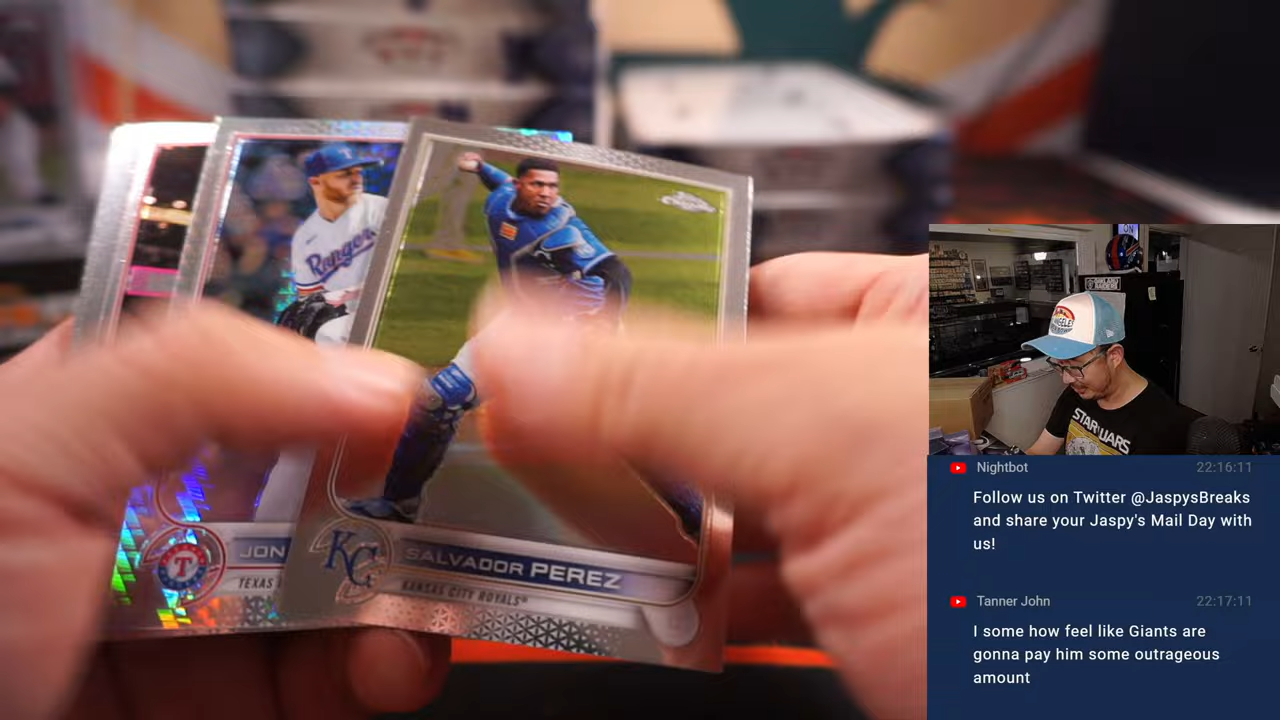 Rangers
JON
TEXAS
KC
SALVADOR PEREZ
KANSAS CITY ROYALS
T
ON
STAR WARS
Nightbot 22:16:11
Follow us on Twitter @JaspysBreaks
and share your Jaspy's Mail Day with
us!
Tanner John 22:17:11
I some how feel like Giants are
gonna pay him some outrageous
amount